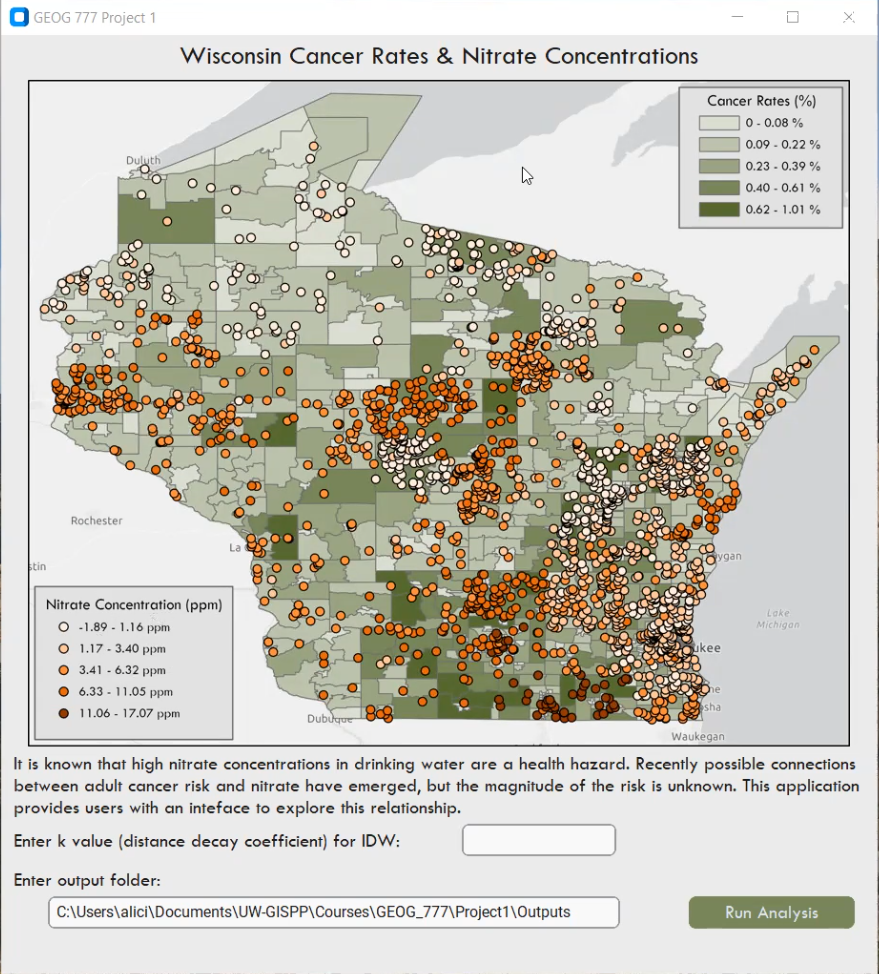 GEOG 777 Project 1
Wisconsin Cancer Rates & Nitrate Concentrations
Cancer Rates (%)
0 - 0.08 %
0.09 - 0.22 %
0.23 - 0.39 %
0.40 - 0.61 %
0.62 - 1.01 %
Duluth
Rochester
La
stin
ygan
Lake
Michigan
ukee
ne
sha
Dubuque
Waukegan
Nitrate Concentration (ppm)
-1.89 - 1.16 ppm
1.17 - 3.40 ppm
3.41 - 6.32 ppm
6.33 - 11.05 ppm
11.06 - 17.07 ppm
It is known that high nitrate concentrations in drinking water are a health hazard. Recently possible connections
between adult cancer risk and nitrate have emerged, but the magnitude of the risk is unknown. This application
provides users with an inteface to explore this relationship.
Enter k value (distance decay coefficient) for IDW:
Enter output folder:
C:\Users\alici\Documents\UW-GISPP\Courses\GEOG_777\Project1\Outputs
Run Analysis